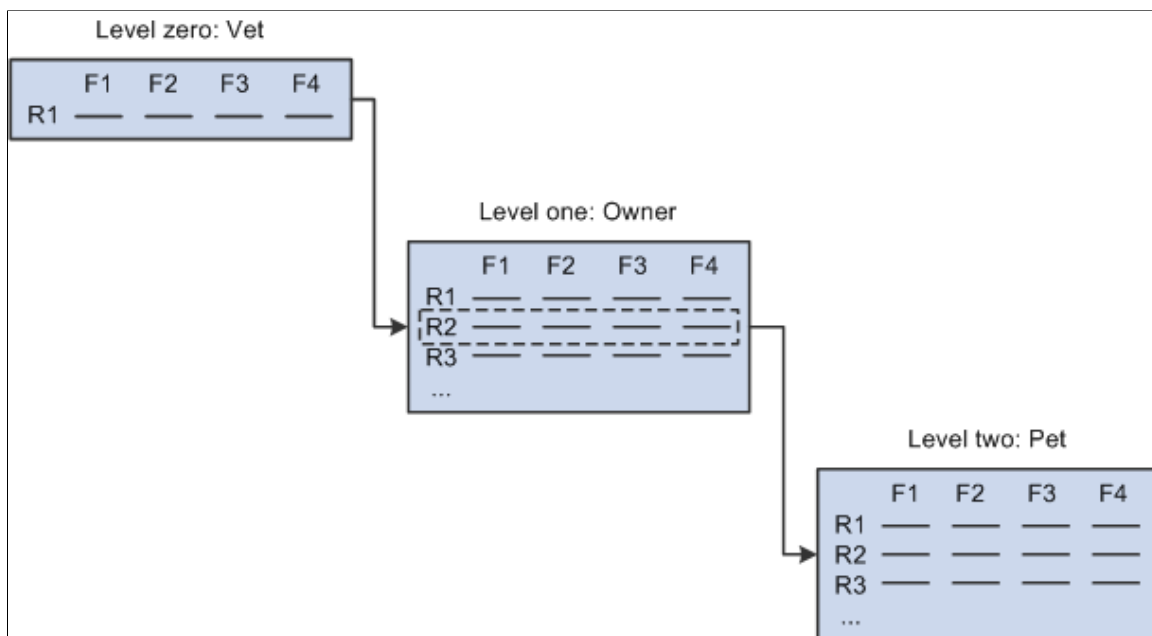 Level zero: Vet
F1 F2 F3 F4
R1
Level one: Owner
F1 F2 F3 F4
R1
R2
R3
...
Level two: Pet
F1 F2 F3 F4
R1
R2
R3
...